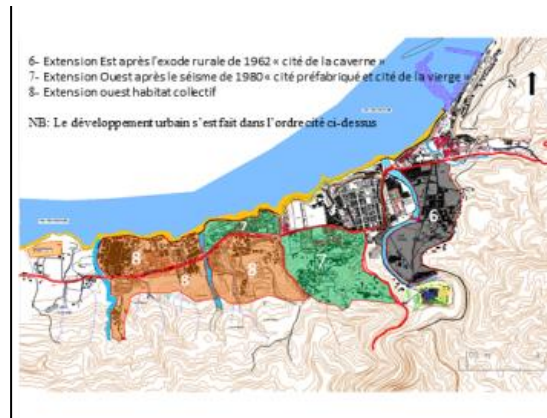 6- Extension Est après l'exode rurale de 1962 « cité de la caverne »
7- Extension Ouest après le séisme de 1980 « cité préfabriqué et cité de la vierge »
8- Extension ouest habitat collectif
N
NB: Le développement urbain s'est fait dans l'ordre cité ci-dessus
6
7
8
8
8
7